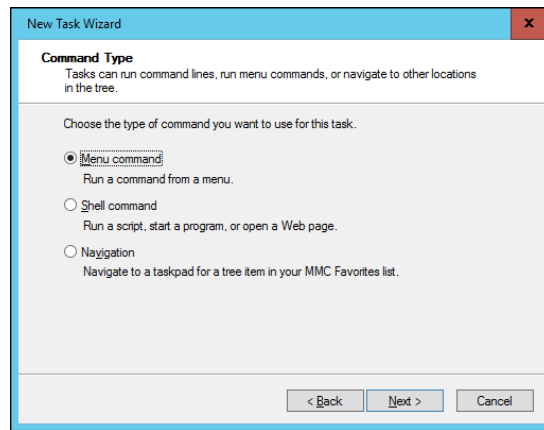 New Task Wizard
x
Command Type
Tasks can run command lines, run menu commands, or navigate to other locations
in the tree.
Choose the type of command you want to use for this task.
Menu command
Run a command from a menu.
Shell command
Run a script, start a program, or open a Web page.
Navigation
Navigate to a taskpad for a tree item in your MMC Favorites list.
< Back Next > Cancel